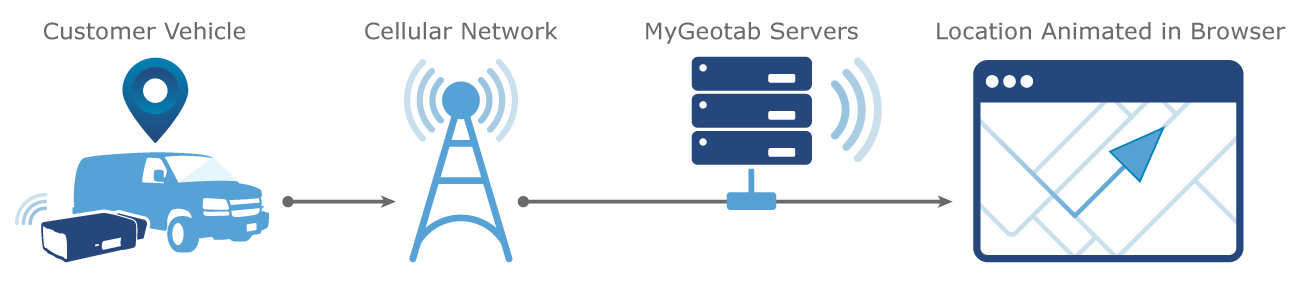 Customer Vehicle
Cellular Network
MyGeotab Servers
Location Animated in Browser